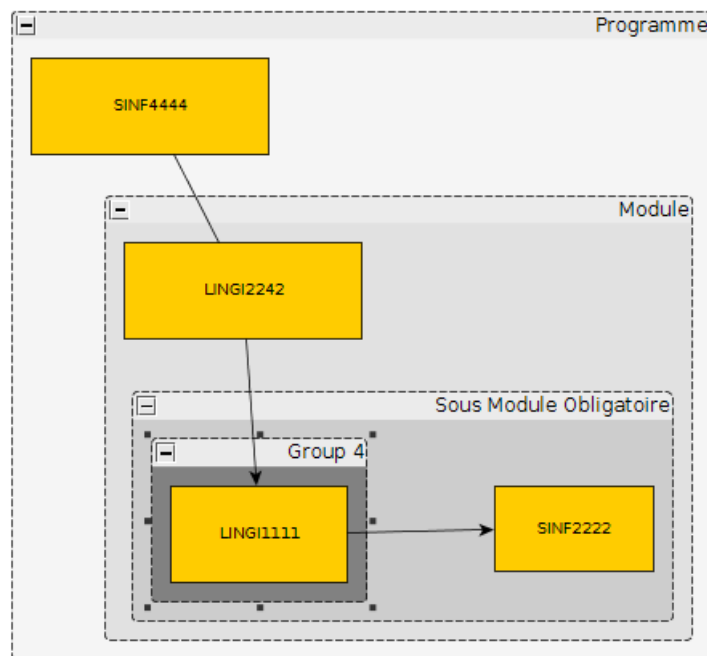 Programme
SINF4444
Module
LINGI2242
Sous Module Obligatoire
Group 4
LINGI1111
SINF2222